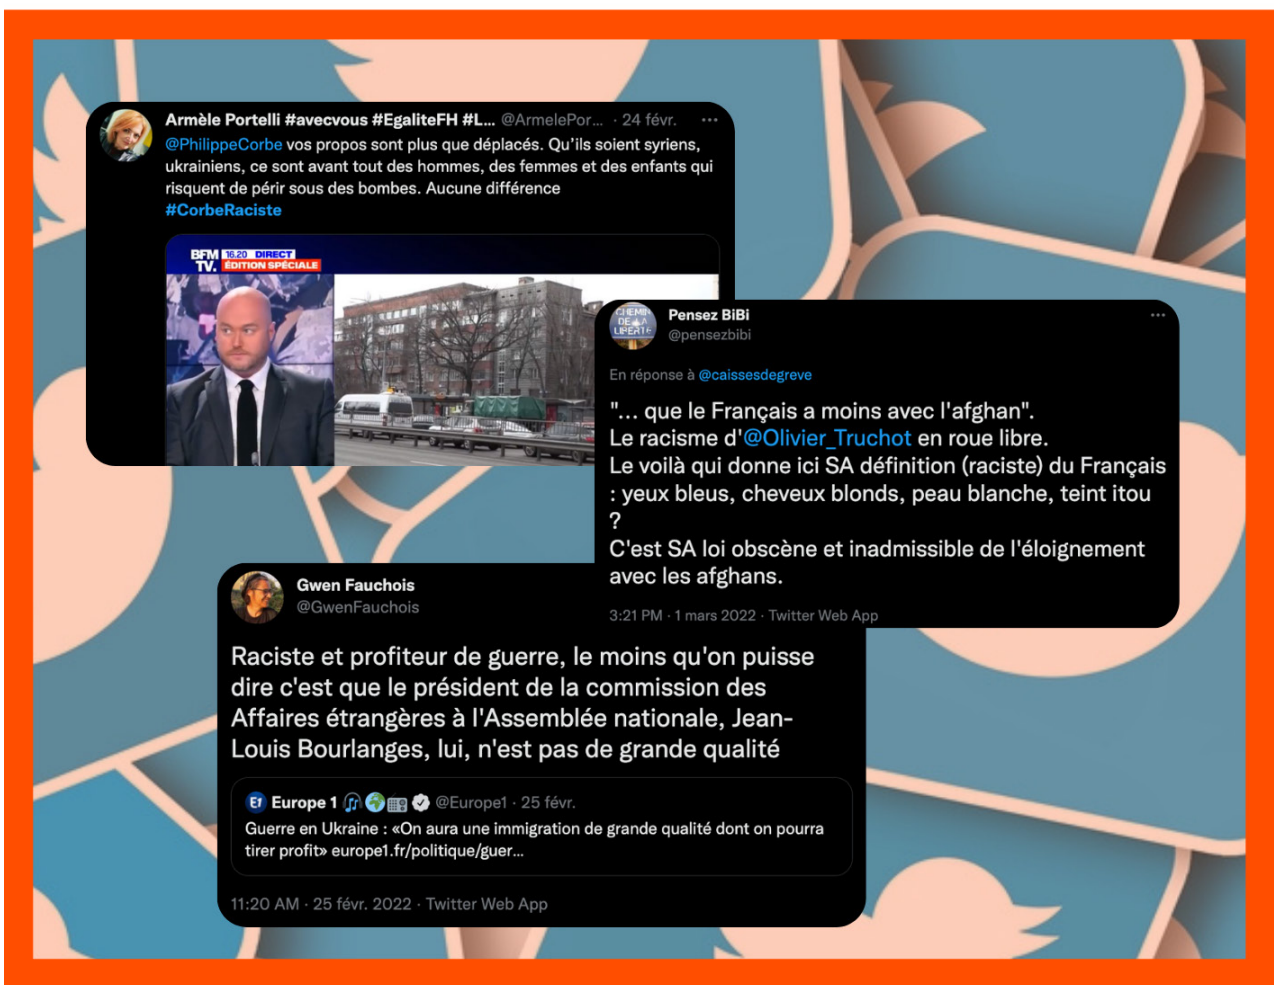 Armèle Portelli #avecvous #EgaliteFH #L... @ArmelePor... · 24 févr.
@PhilippeCorbe vos propos sont plus que déplacés. Qu'ils soient syriens,
ukrainiens, ce sont avant tout des hommes, des femmes et des enfants qui
risquent de périr sous des bombes. Aucune différence
#CorbeRaciste
BFM 16.20 DIRECT
TV. ÉDITION SPÉCIALE
CHEMIN
DE LA
LIBERTÉ
Pensez BiBi
@pensezbibi
En réponse à @caissesdegreve
"... que le Français a moins avec l'afghan".
Le racisme d'@Olivier_Truchot en roue libre.
Le voilà qui donne ici SA définition (raciste) du Français
: yeux bleus, cheveux blonds, peau blanche, teint itou
?
C'est SA loi obscène et inadmissible de l'éloignement
avec les afghans.
3:21 PM · 1 mars 2022 · Twitter Web App
Gwen Fauchois
@GwenFauchois
Raciste et profiteur de guerre, le moins qu'on puisse
dire c'est que le président de la commission des
Affaires étrangères à l'Assemblée nationale, Jean-
Louis Bourlanges, lui, n'est pas de grande qualité
E1 Europe 1 🎧🌍📻 @Europe1 · 25 févr.
Guerre en Ukraine : «On aura une immigration de grande qualité dont on pourra
tirer profit» europe1.fr/politique/guer...
11:20 AM · 25 févr. 2022 · Twitter Web App